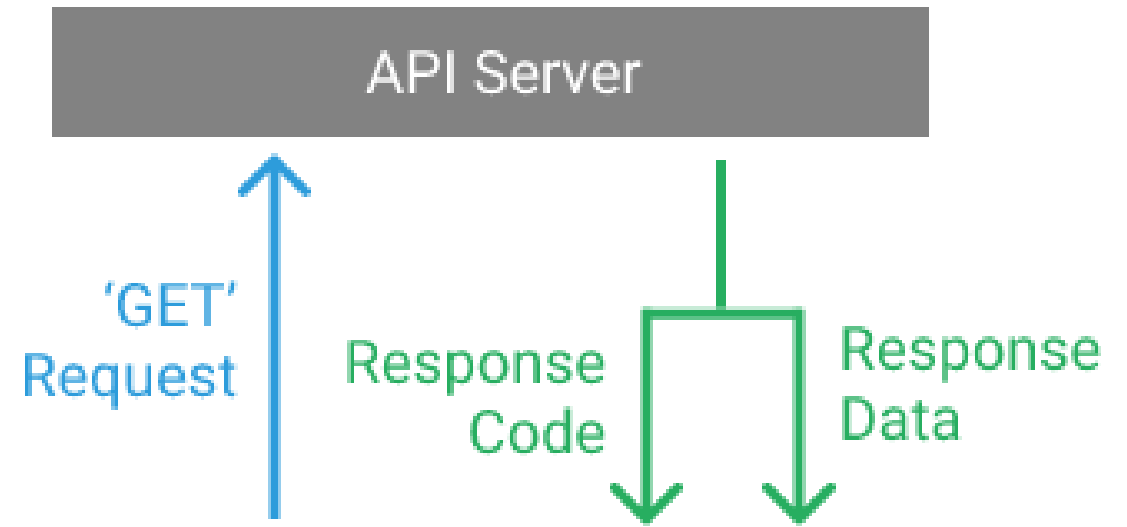 API Server
‘GET’
Request
Response
Code
Response
Data